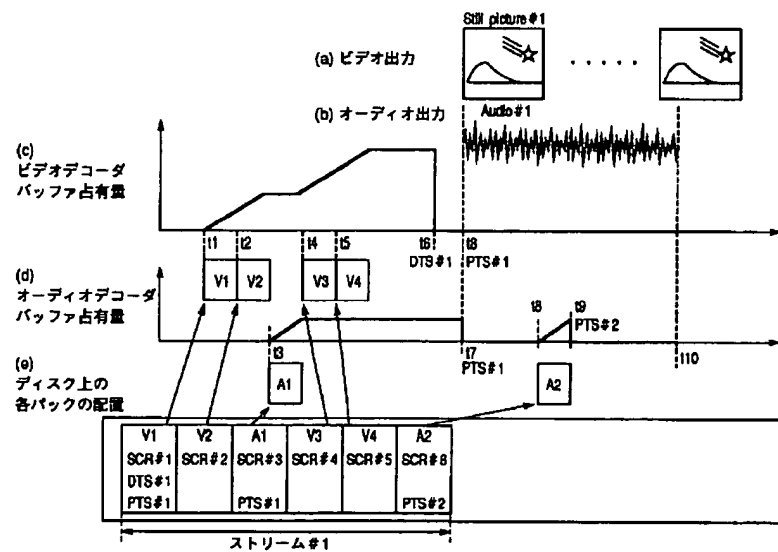 Still picture#1
(a) ビデオ出力
(b) オーディオ出力
Audio#1
(c)
ビデオデコーダ
バッファ占有量
t1 t2 t4 t5 t6 t8
DTS#1 PTS#1
V1 V2 V3 V4
(d)
オーディオデコーダ
バッファ占有量
t8 t9
PTS#2
t3 t7 t10
PTS#1
(e)
ディスク上の
各パックの配置
A1 A2
V1 V2 A1 V3 V4 A2
SCR#1 SCR#2 SCR#3 SCR#4 SCR#5 SCR#6
DTS#1
PTS#1 PTS#1 PTS#2
ストリーム#1